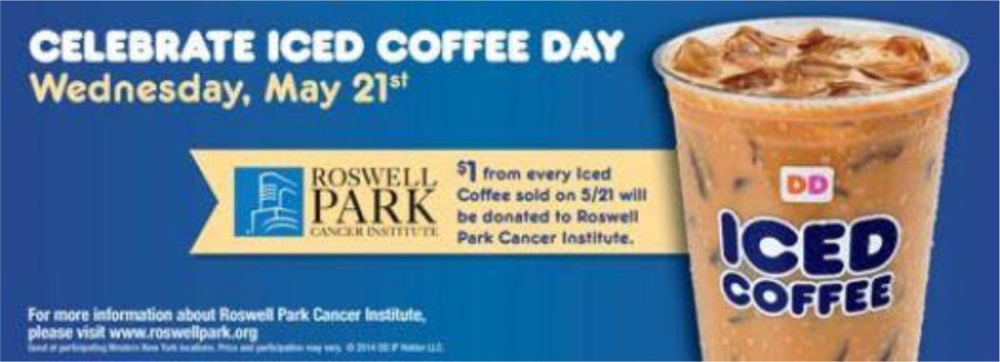 CELEBRATE ICED COFFEE DAY
Wednesday, May 21st
ROSWELL
PARK
CANCER INSTITUTE
$1 from every Iced
Coffee sold on 5/21 will
be donated to Roswell
Park Cancer Institute.
DD
ICED
COFFEE
For more information about Roswell Park Cancer Institute,
please visit www.roswellpark.org
Good at participating Western New York locations. Price and participation may vary. © 2014 DD IP Holder LLC.